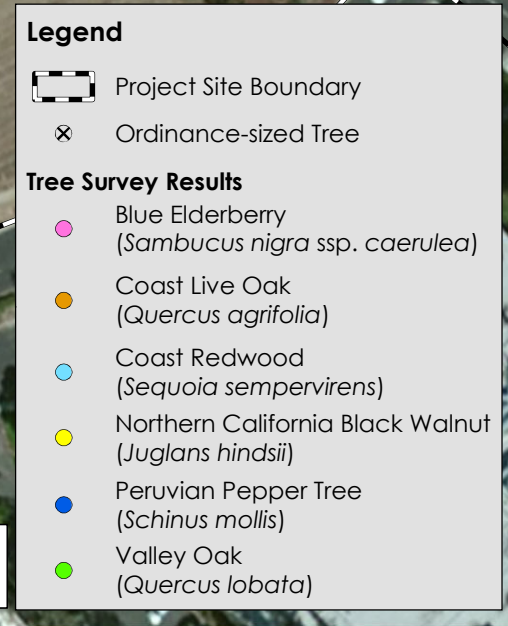 Legend
Project Site Boundary
Ordinance-sized Tree
Tree Survey Results
Blue Elderberry
(Sambucus nigra ssp. caerulea)
Coast Live Oak
(Quercus agrifolia)
Coast Redwood
(Sequoia sempervirens)
Northern California Black Walnut
(Juglans hindsii)
Peruvian Pepper Tree
(Schinus mollis)
Valley Oak
(Quercus lobata)